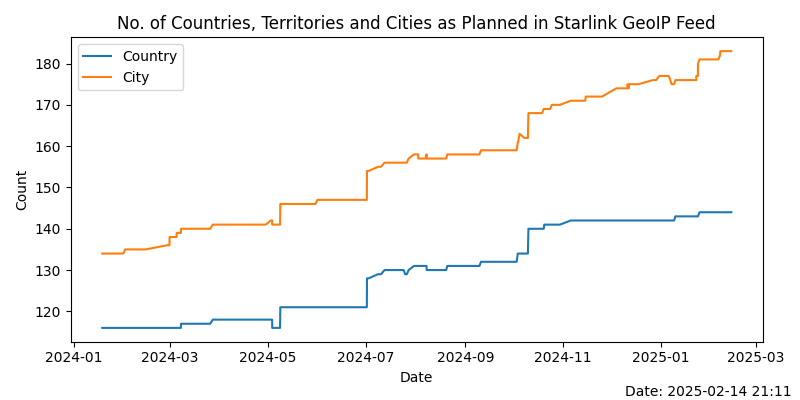 No. of Countries, Territories and Cities as Planned in Starlink GeoIP Feed
Country
City
180
170
160
150
140
130
120
Count
2024-01 2024-03 2024-05 2024-07 2024-09 2024-11 2025-01 2025-03
Date
Date: 2025-02-14 21:11